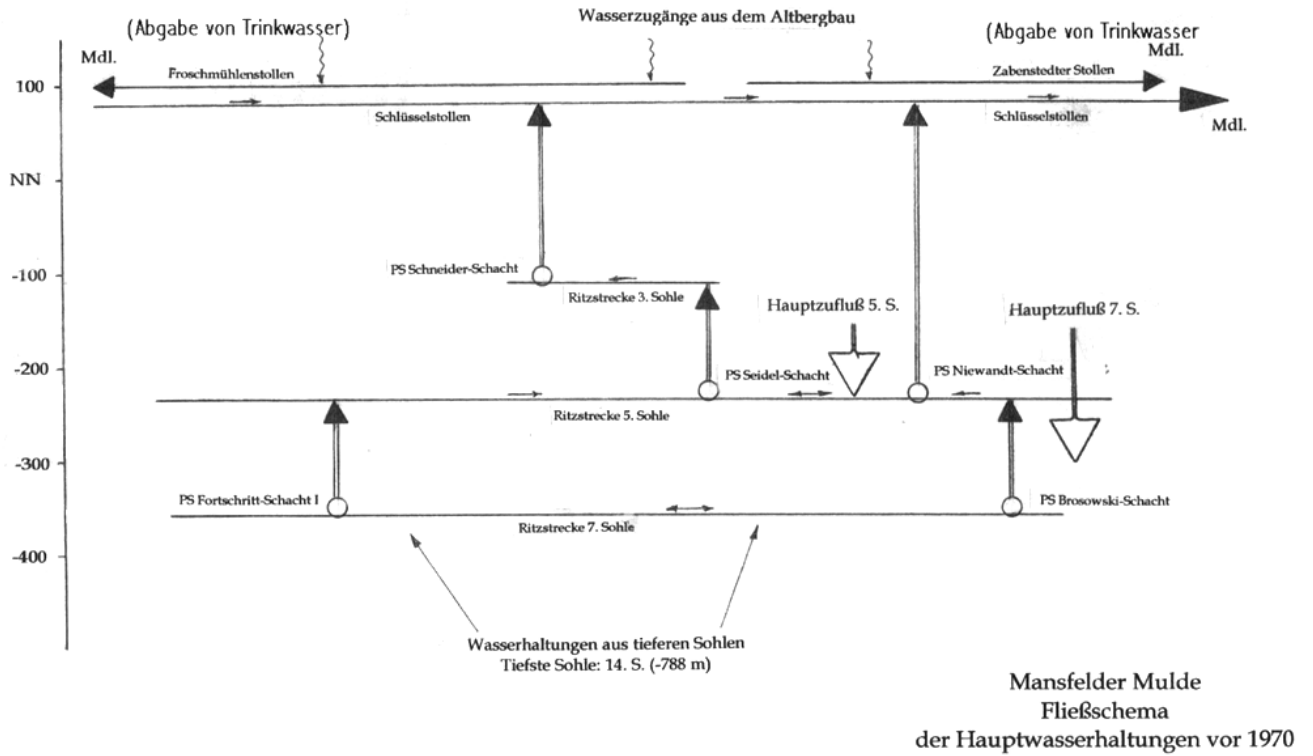 Wasserzugänge aus dem Altbergbau
(Abgabe von Trinkwasser)
(Abgabe von Trinkwasser
Mdl.
Mdl.
Froschmühlenstollen
Zabenstedter Stollen
100
Schlüsselstollen
Schlüsselstollen
Mdl.
NN
PS Schneider-Schacht
-100
Ritzstrecke 3. Sohle
Hauptzufluß 5. S.
Hauptzufluß 7. S.
-200
PS Seidel-Schacht
PS Niewandt-Schacht
Ritzstrecke 5. Sohle
-300
PS Fortschritt-Schacht I
PS Brosowski-Schacht
Ritzstrecke 7. Sohle
-400
Wasserhaltungen aus tieferen Sohlen
Tiefste Sohle: 14. S. (-788 m)
Mansfelder Mulde
Fließschema
der Hauptwasserhaltungen vor 1970